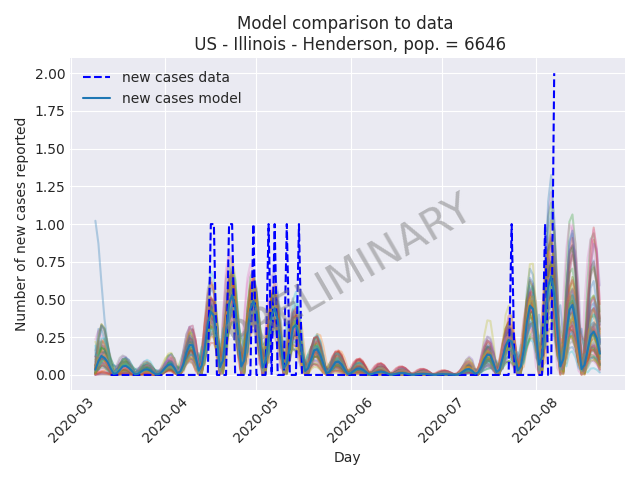 Model comparison to data
US - Illinois - Henderson, pop. = 6646
new cases data
new cases model
PRELIMINARY
Number of new cases reported
2.00
1.75
1.50
1.25
1.00
0.75
0.50
0.25
0.00
2020-03
2020-04
2020-05
2020-06
2020-07
2020-08
Day